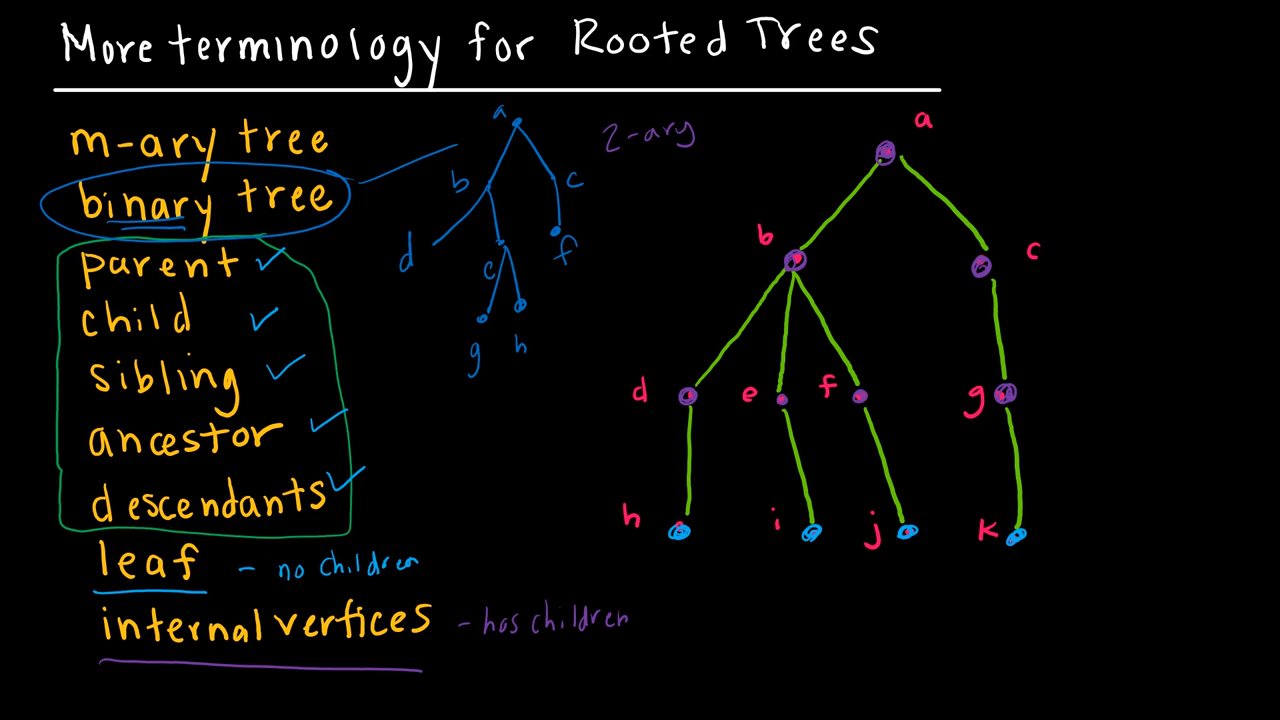 More terminology for Rooted Trees
m-ary tree
binary tree
parent
child
sibling
ancestor
descendants
leaf - no children
internal vertices - has children
a
b c
d e f
g h
2-ary
a
b c
d e f g
h i j k